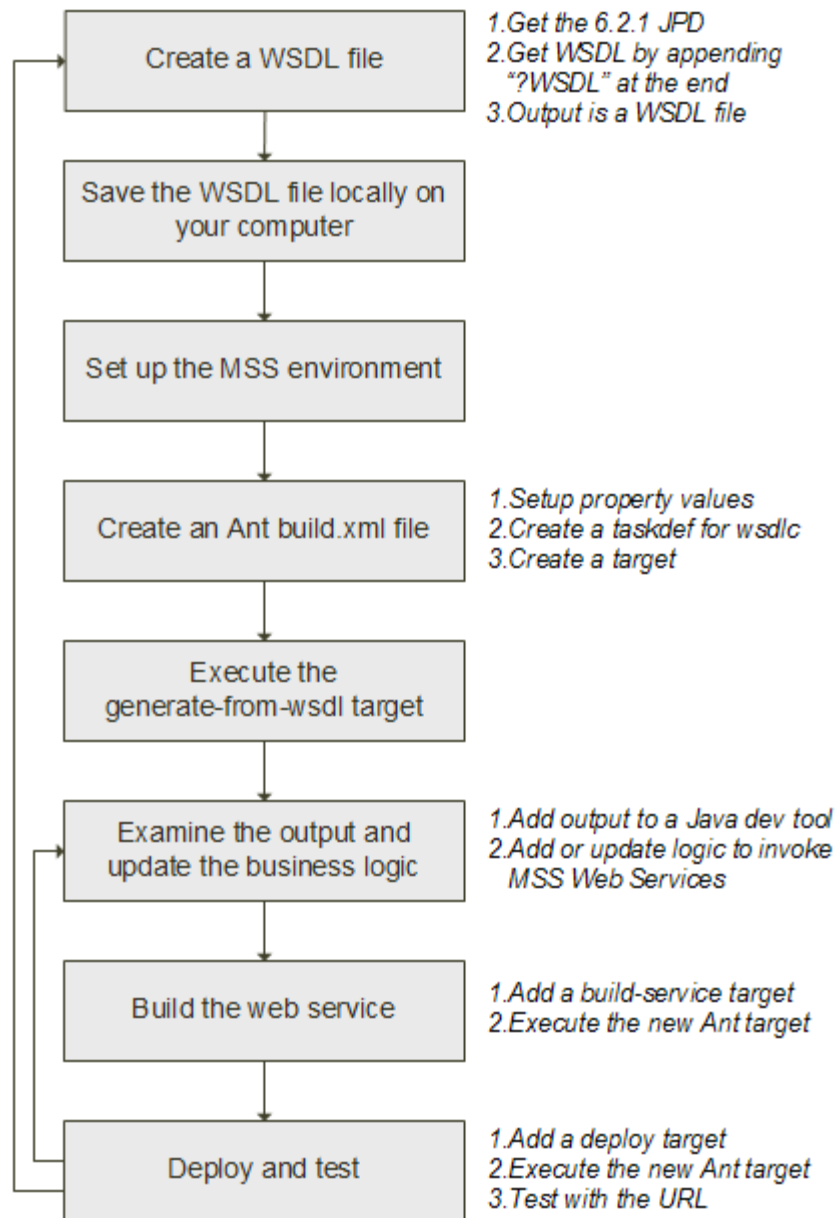 Create a WSDL file
1.Get the 6.2.1 JPD
2.Get WSDL by appending
“?WSDL” at the end
3.Output is a WSDL file
Save the WSDL file locally on
your computer
Set up the MSS environment
Create an Ant build.xml file
1.Setup property values
2.Create a taskdef for wsdlc
3.Create a target
Execute the
generate-from-wsdl target
Examine the output and
update the business logic
1.Add output to a Java dev tool
2.Add or update logic to invoke
MSS Web Services
Build the web service
1.Add a build-service target
2.Execute the new Ant target
Deploy and test
1.Add a deploy target
2.Execute the new Ant target
3.Test with the URL